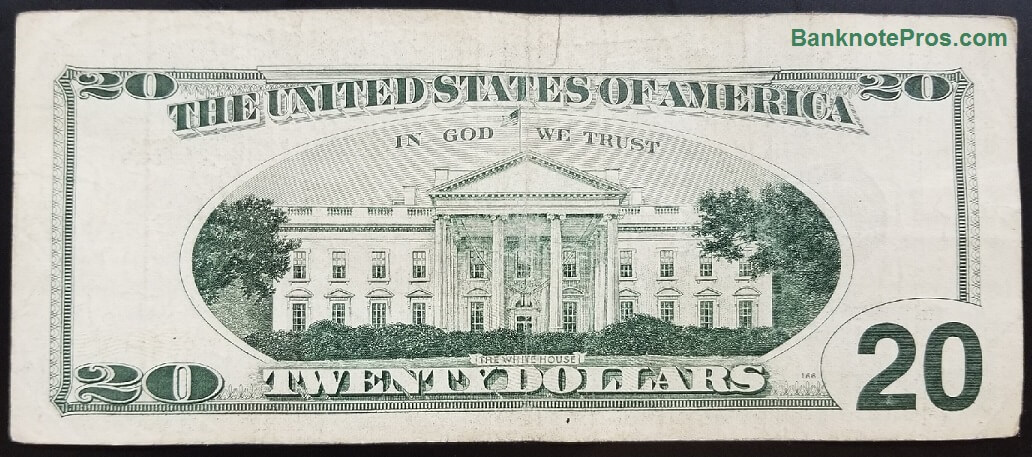 BanknotePros.com
20 20
THE UNITED STATES OF AMERICA
IN GOD WE TRUST
THE WHITE HOUSE
20 TWENTY DOLLARS 20